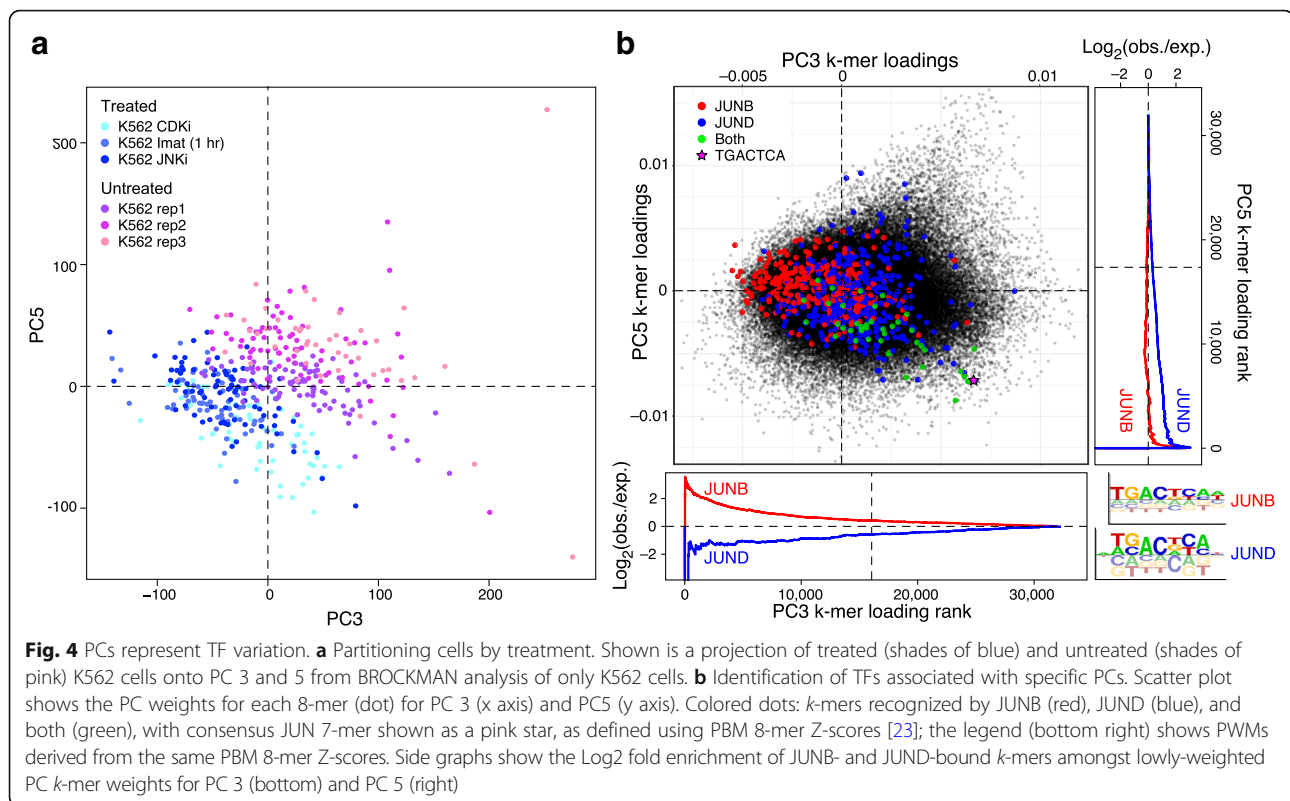 a
Treated
K562 CDKi
K562 Imat (1 hr)
K562 JNKi
Untreated
K562 rep1
K562 rep2
K562 rep3
S00
100
0
-100
PC5
−100
0
100
200
PC3
b
PC3 k-mer loadings
−0.005
0
0.01
JUNB
JUND
Both
TGACTCA
0.01
0
−0.01
PC5 k-mer loadings
Log2(obs./exp.)
−2
0
2
30,000
20,000
10,000
0
PC5 k-mer loading rank
JUNB
JUND
Log2(obs./exp.)
2
0
−2
JUNB
JUND
0
10,000
20,000
30,000
PC3 k-mer loading rank
TGACTCA
JUNB
TGACTCA
JUND
Fig. 4 PCs represent TF variation. a Partitioning cells by treatment. Shown is a projection of treated (shades of blue) and untreated (shades of
pink) K562 cells onto PC 3 and 5 from BROCKMAN analysis of only K562 cells. b Identification of TFs associated with specific PCs. Scatter plot
shows the PC weights for each 8-mer (dot) for PC 3 (x axis) and PC5 (y axis). Colored dots: k-mers recognized by JUNB (red), JUND (blue), and
both (green), with consensus JUN 7-mer shown as a pink star, as defined using PBM 8-mer Z-scores [23]; the legend (bottom right) shows PWMs
derived from the same PBM 8-mer Z-scores. Side graphs show the Log2 fold enrichment of JUNB- and JUND-bound k-mers amongst lowly-weighted
PC k-mer weights for PC 3 (bottom) and PC 5 (right)